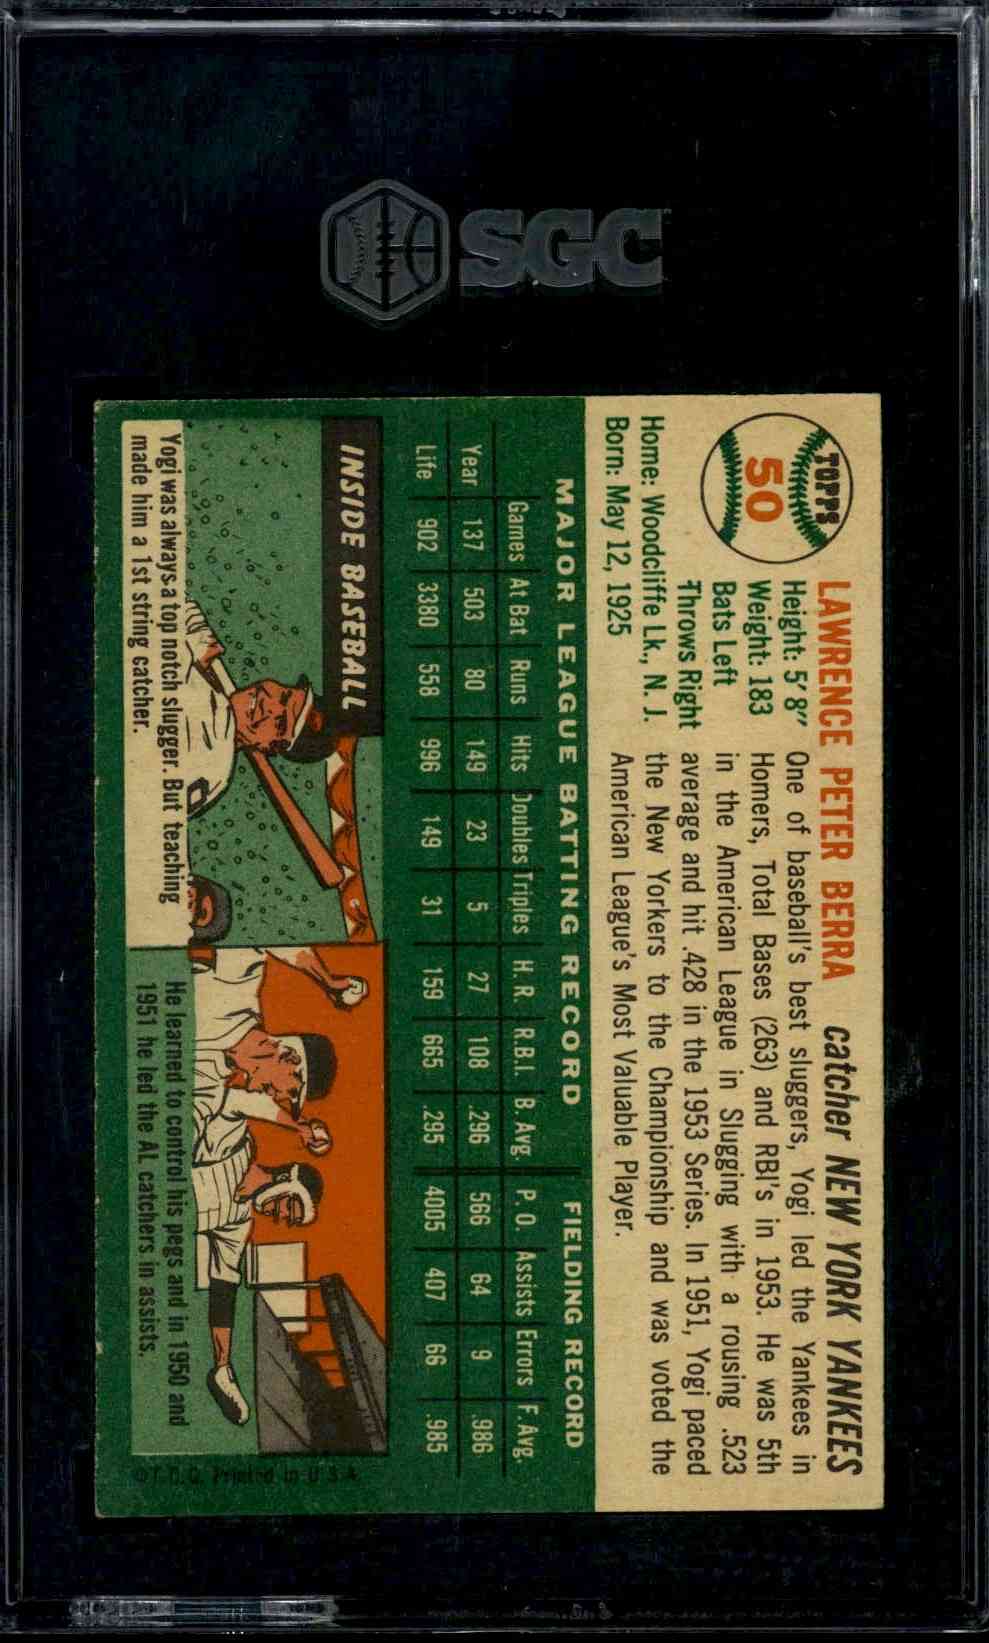 SGC
TOPPS
50
LAWRENCE PETER BERRA catcher NEW YORK YANKEES
Height: 5'8"
Weight: 183
Bats Left
Throws Right
Home: Woodcliffe Lk., N. J.
Born: May 12, 1925
One of baseball's best sluggers, Yogi led the Yankees in
Homers, Total Bases (263) and RBI's in 1953. He was 5th
in the American League in Slugging with a rousing .523
average and hit .428 in the 1953 Series. In 1951, Yogi paced
the New Yorkers to the Championship and was voted the
American League's Most Valuable Player.
MAJOR LEAGUE BATTING RECORD FIELDING RECORD
Games At Bat Runs Hits Doubles Triples H.R. R.B.I. B. Avg. P.O. Assists Errors F. Avg.
Year 137 503 80 149 23 5 27 108 .296 566 64 9 .986
Life 902 3380 558 996 149 31 159 665 .295 4005 407 66 .985
INSIDE BASEBALL
Yogi was always a top notch slugger. But teaching
made him a 1st string catcher.
He learned to control his pegs and in 1950 and
1951 he led the AL catchers in assists.
©T.C.G. Printed in U.S.A.